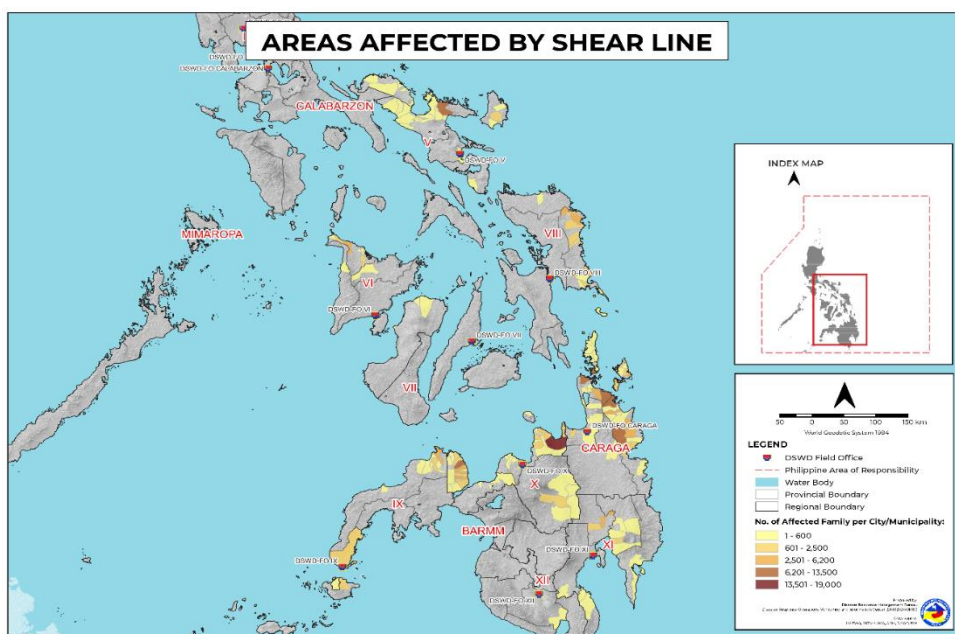 AREAS AFFECTED BY SHEAR LINE
DSWD-FO
DSWD-FO CALABARZON
CALABARZON
V
DSWD-FO V
MIMAROPA
VIII
DSWD-FO VIII
VI
DSWD-FO VI
DSWD-FO VII
VII
DSWD-FO CARAGA
CARAGA
DSWD-FO X
X
IX
BARMM
DSWD-FO IX
DSWD-FO XI
XI
XII
DSWD-FO XII
INDEX MAP
50 0 50 100 150 km
World Geodetic System 1984
LEGEND
DSWD Field Office
Philippine Area of Responsibility
Water Body
Provincial Boundary
Regional Boundary
No. of Affected Family per City/Municipality:
1 - 600
601 - 2,500
2,501 - 6,200
6,201 - 13,500
13,501 - 19,000